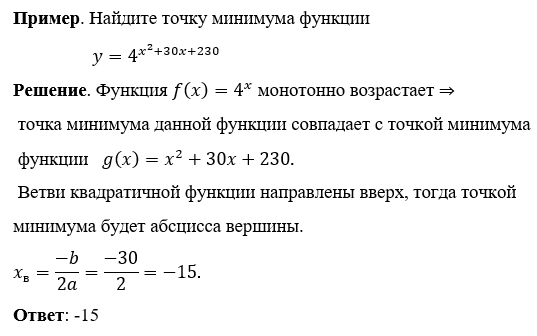 Пример. Найдите точку минимума функции
y = 4^{x^2+30x+230}
Решение. Функция f(x) = 4^x монотонно возрастает ⇒
точка минимума данной функции совпадает с точкой минимума
функции g(x) = x^2 + 30x + 230.
Ветви квадратичной функции направлены вверх, тогда точкой
минимума будет абсцисса вершины.
x_в = \frac{-b}{2a} = \frac{-30}{2} = −15.
Ответ: -15